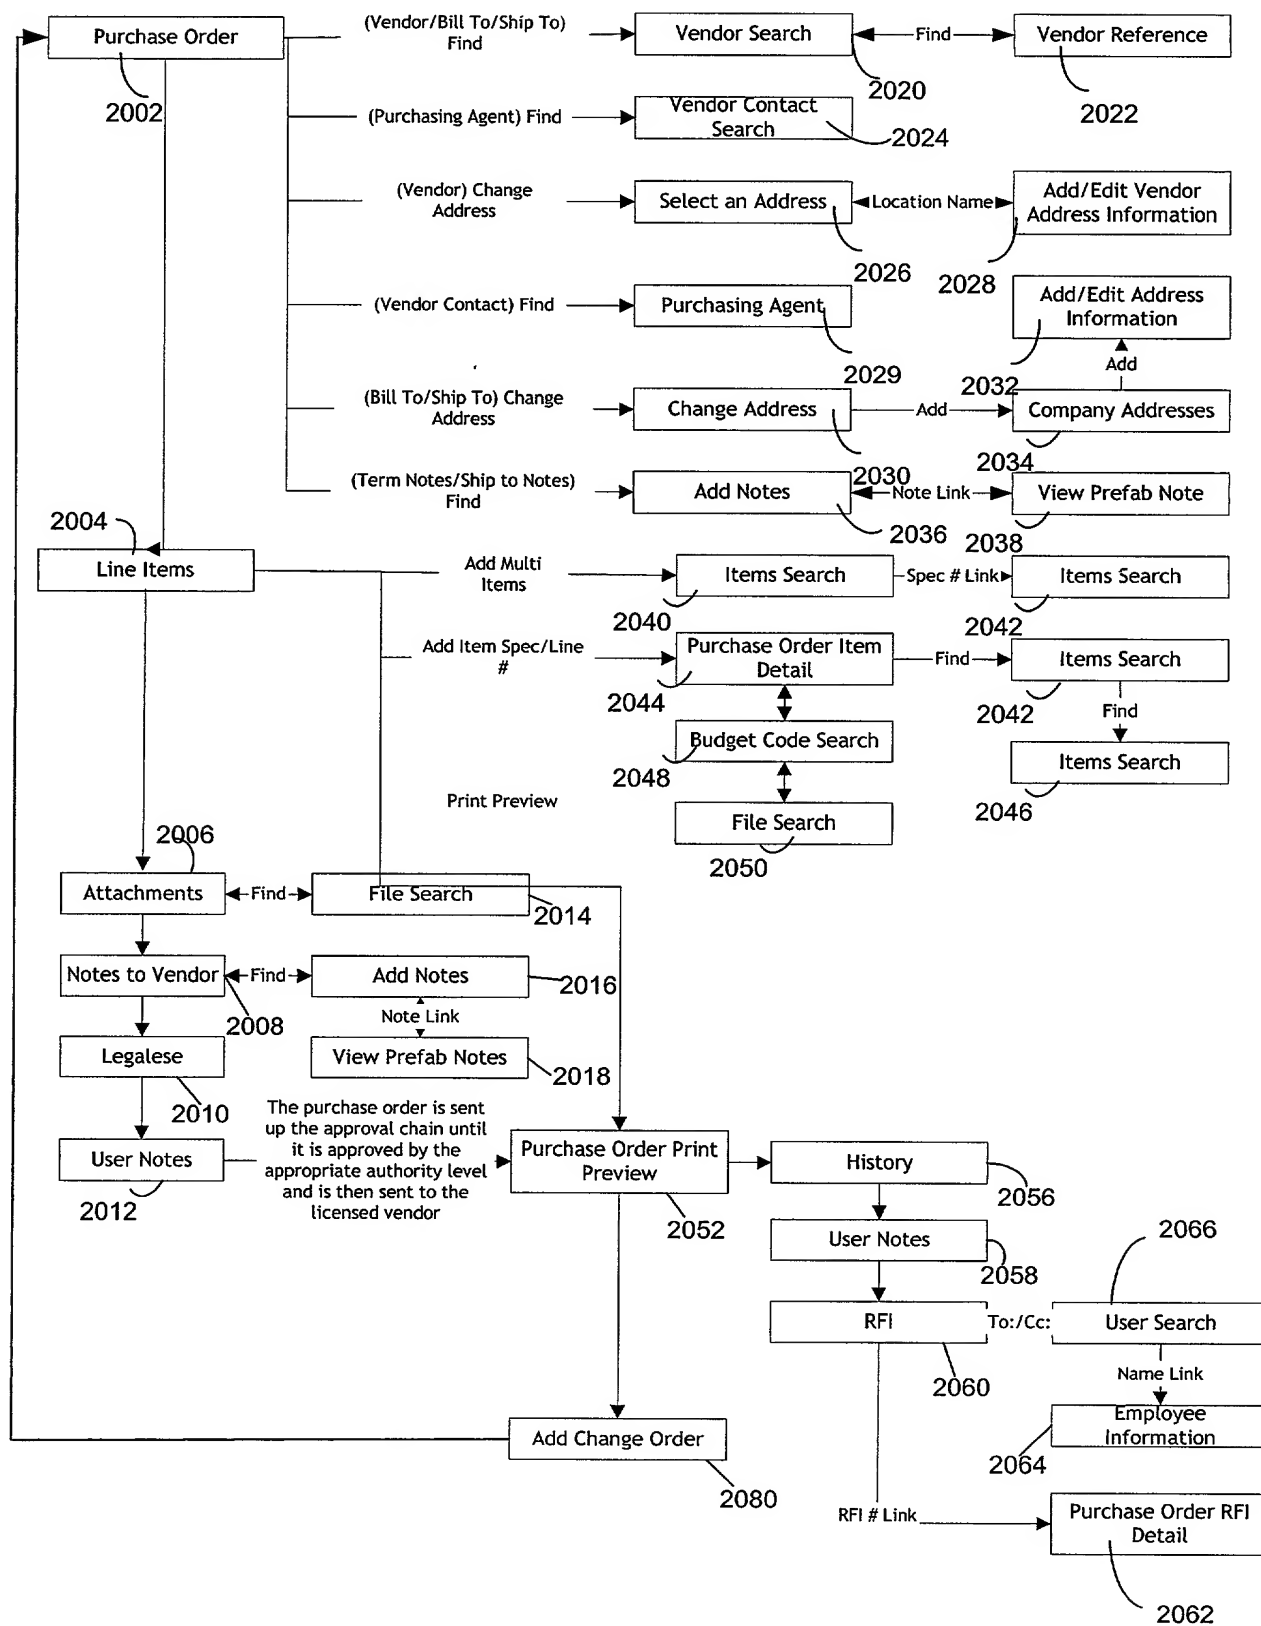 Purchase Order
2002
(Vendor/Bill To/Ship To)
Find
Vendor Search
2020
Find
Vendor Reference
2022
(Purchasing Agent) Find
Vendor Contact
Search
2024
(Vendor) Change
Address
Select an Address
2026
Location Name
Add/Edit Vendor
Address Information
2028
(Vendor Contact) Find
Purchasing Agent
2029
Add/Edit Address
Information
2032
Add
(Bill To/Ship To) Change
Address
Change Address
2030
Add
Company Addresses
2034
(Term Notes/Ship to Notes)
Find
Add Notes
2036
Note Link
View Prefab Note
2038
2004
Line Items
Add Multi
Items
Items Search
2040
Spec # Link
Items Search
2042
Add Item Spec/Line
#
Purchase Order Item
Detail
2044
Find
Items Search
2042
Find
Budget Code Search
2048
Items Search
2046
Print Preview
File Search
2050
2006
Attachments
Find
File Search
2014
Notes to Vendor
2008
Find
Add Notes
2016
Note Link
Legalese
2010
View Prefab Notes
2018
User Notes
2012
The purchase order is sent
up the approval chain until
it is approved by the
appropriate authority level
and is then sent to the
licensed vendor
Purchase Order Print
Preview
2052
History
2056
User Notes
2058
RFI
2060
To:/Cc:
2066
User Search
Name Link
Employee
Information
2064
Add Change Order
2080
RFI # Link
Purchase Order RFI
Detail
2062